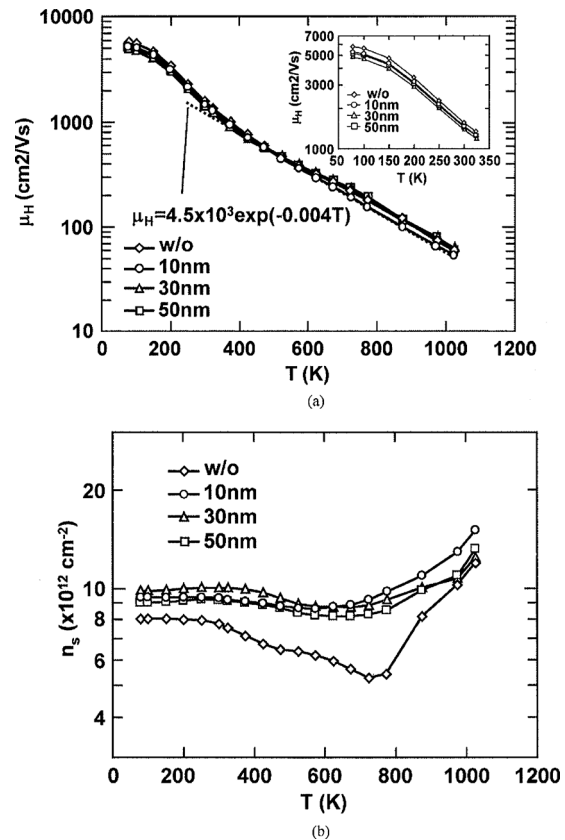 (a)
10000
1000
100
10
μH (cm2/Vs)
7000
5000
3000
1000
μH (cm2/Vs)
w/o
10nm
30nm
50nm
50 100 150 200 250 300 350
T (K)
μH=4.5x10³exp(-0.004T)
w/o
10nm
30nm
50nm
0 200 400 600 800 1000 1200
T (K)
(a)
20
10
8
6
4
ns (x10¹² cm⁻²)
w/o
10nm
30nm
50nm
0 200 400 600 800 1000 1200
T (K)
(b)